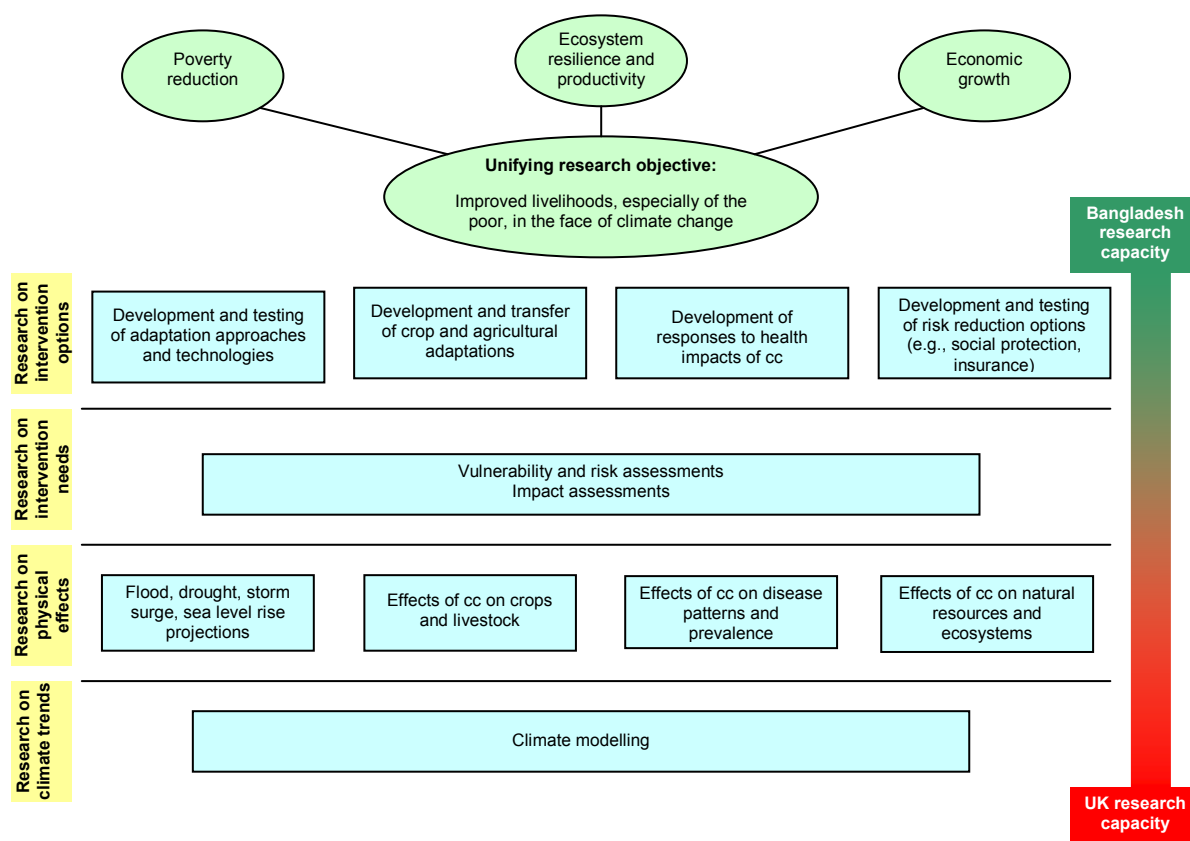 Poverty
reduction
Ecosystem
resilience and
productivity
Economic
growth
Unifying research objective:
Improved livelihoods, especially of the
poor, in the face of climate change
Bangladesh
research
capacity
Research on
intervention
options
Development and testing
of adaptation approaches
and technologies
Development and transfer
of crop and agricultural
adaptations
Development of
responses to health
impacts of cc
Development and testing
of risk reduction options
(e.g., social protection,
insurance)
Research on
intervention
needs
Vulnerability and risk assessments
Impact assessments
Research on
physical
effects
Flood, drought, storm
surge, sea level rise
projections
Effects of cc on crops
and livestock
Effects of cc on disease
patterns and
prevalence
Effects of cc on natural
resources and
ecosystems
Research on
climate trends
Climate modelling
UK research
capacity